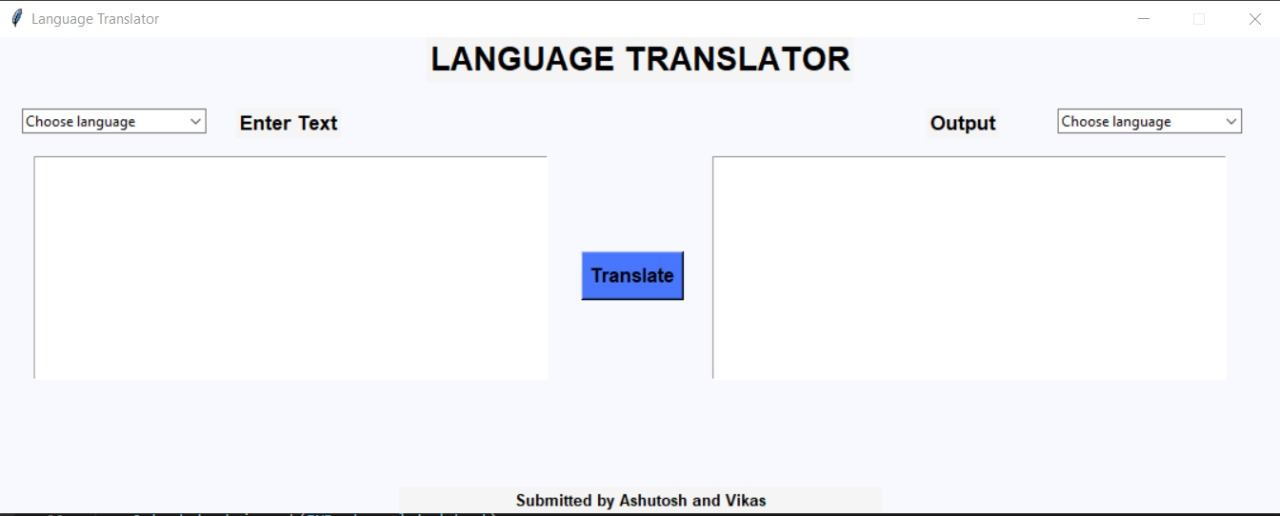 Language Translator
LANGUAGE TRANSLATOR
Choose language Enter Text Output Choose language
Translate
Submitted by Ashutosh and Vikas